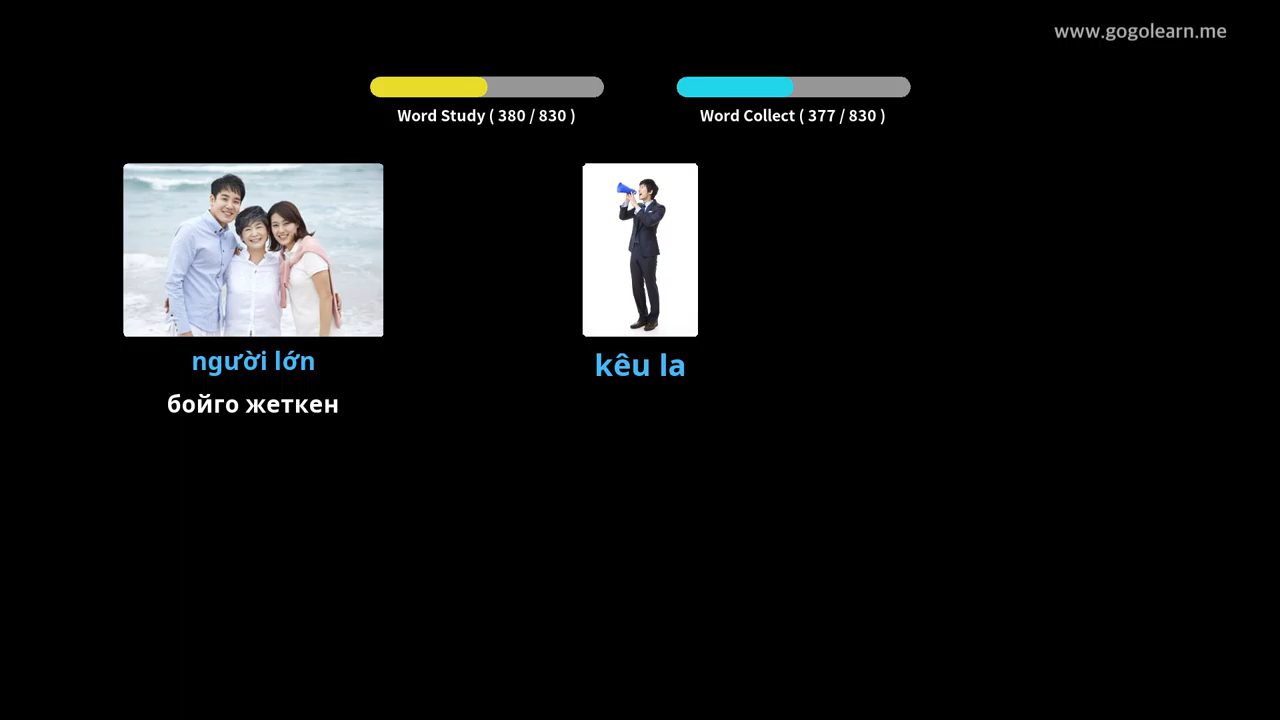 www.gogolearn.me
Word Study ( 380 / 830 )
Word Collect ( 377 / 830 )
người lớn
бойго жеткен
kêu la